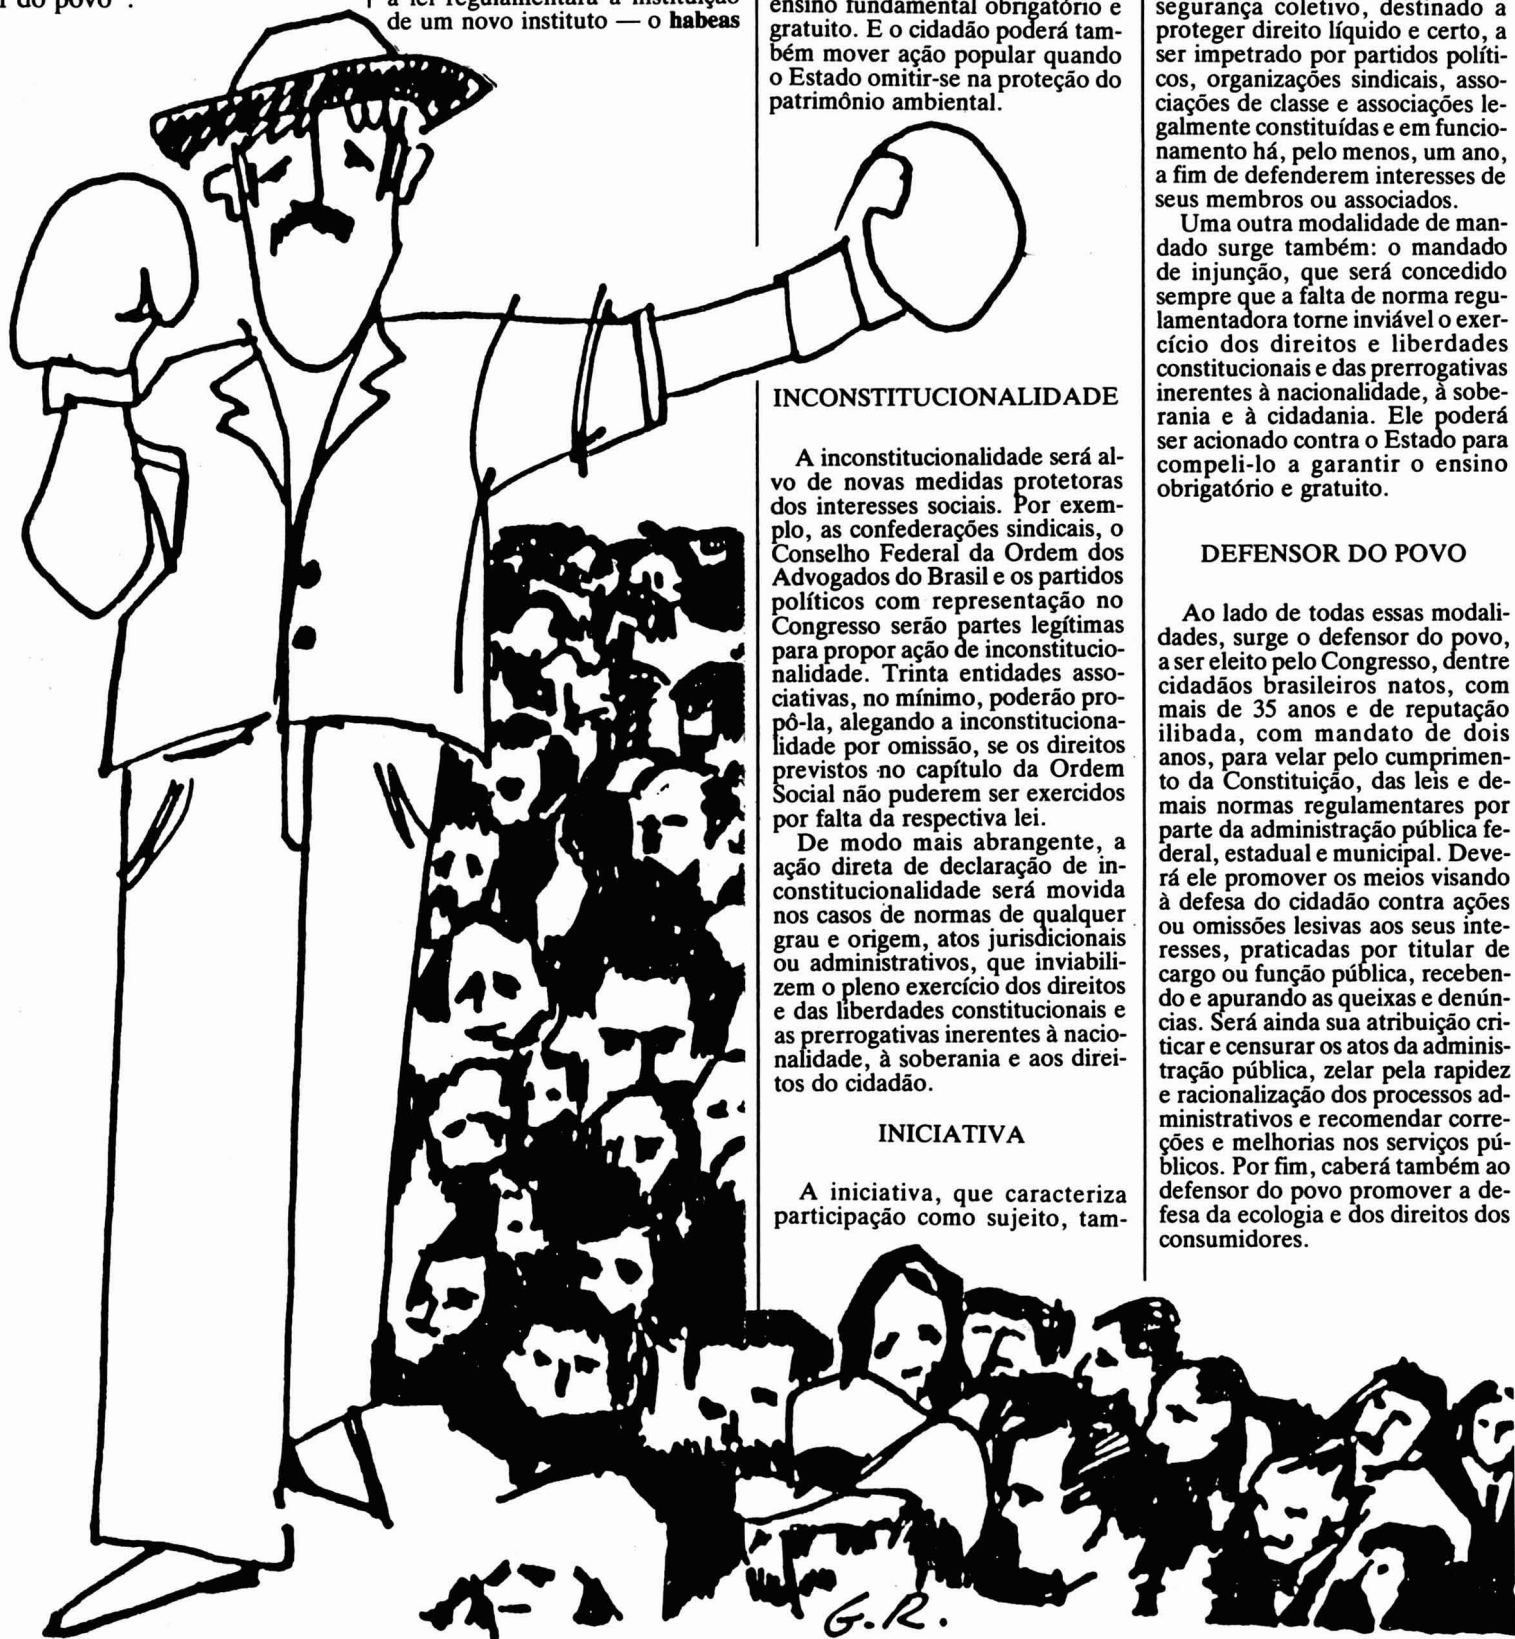 do povo".
a lei regulamentará a instituição
de um novo instituto — o habeas
ensino fundamental obrigatório e
gratuito. E o cidadão poderá tam-
bém mover ação popular quando
o Estado omitir-se na proteção do
patrimônio ambiental.
INCONSTITUCIONALIDADE
A inconstitucionalidade será al-
vo de novas medidas protetoras
dos interesses sociais. Por exem-
plo, as confederações sindicais, o
Conselho Federal da Ordem dos
Advogados do Brasil e os partidos
políticos com representação no
Congresso serão partes legítimas
para propor ação de inconstitucio-
nalidade. Trinta entidades asso-
ciativas, no mínimo, poderão pro-
pô-la, alegando a inconstituciona-
lidade por omissão, se os direitos
previstos no capítulo da Ordem
Social não puderem ser exercidos
por falta da respectiva lei.
De modo mais abrangente, a
ação direta de declaração de in-
constitucionalidade será movida
nos casos de normas de qualquer
grau e origem, atos jurisdicionais
ou administrativos, que inviabili-
zem o pleno exercício dos direitos
e das liberdades constitucionais e
as prerrogativas inerentes à nacio-
nalidade, à soberania e aos direi-
tos do cidadão.
INICIATIVA
A iniciativa, que caracteriza
participação como sujeito, tam-
segurança coletivo, destinado a
proteger direito líquido e certo, a
ser impetrado por partidos políti-
cos, organizações sindicais, asso-
ciações de classe e associações le-
galmente constituídas e em funcio-
namento há, pelo menos, um ano,
a fim de defenderem interesses de
seus membros ou associados.
Uma outra modalidade de man-
dado surge também: o mandado
de injunção, que será concedido
sempre que a falta de norma regu-
lamentadora torne inviável o exer-
cício dos direitos e liberdades
constitucionais e das prerrogativas
inerentes à nacionalidade, à sobe-
rania e à cidadania. Ele poderá
ser acionado contra o Estado para
compeli-lo a garantir o ensino
obrigatório e gratuito.
DEFENSOR DO POVO
Ao lado de todas essas modali-
dades, surge o defensor do povo,
a ser eleito pelo Congresso, dentre
cidadãos brasileiros natos, com
mais de 35 anos e de reputação
ilibada, com mandato de dois
anos, para velar pelo cumprimen-
to da Constituição, das leis e de-
mais normas regulamentares por
parte da administração pública fe-
deral, estadual e municipal. Deve-
rá ele promover os meios visando
à defesa do cidadão contra ações
ou omissões lesivas aos seus inte-
resses, praticadas por titular de
cargo ou função pública, receben-
do e apurando as queixas e denún-
cias. Será ainda sua atribuição cri-
ticar e censurar os atos da adminis-
tração pública, zelar pela rapidez
e racionalização dos processos ad-
ministrativos e recomendar corre-
ções e melhorias nos serviços pú-
blicos. Por fim, caberá também ao
defensor do povo promover a de-
fesa da ecologia e dos direitos dos
consumidores.
G.R.